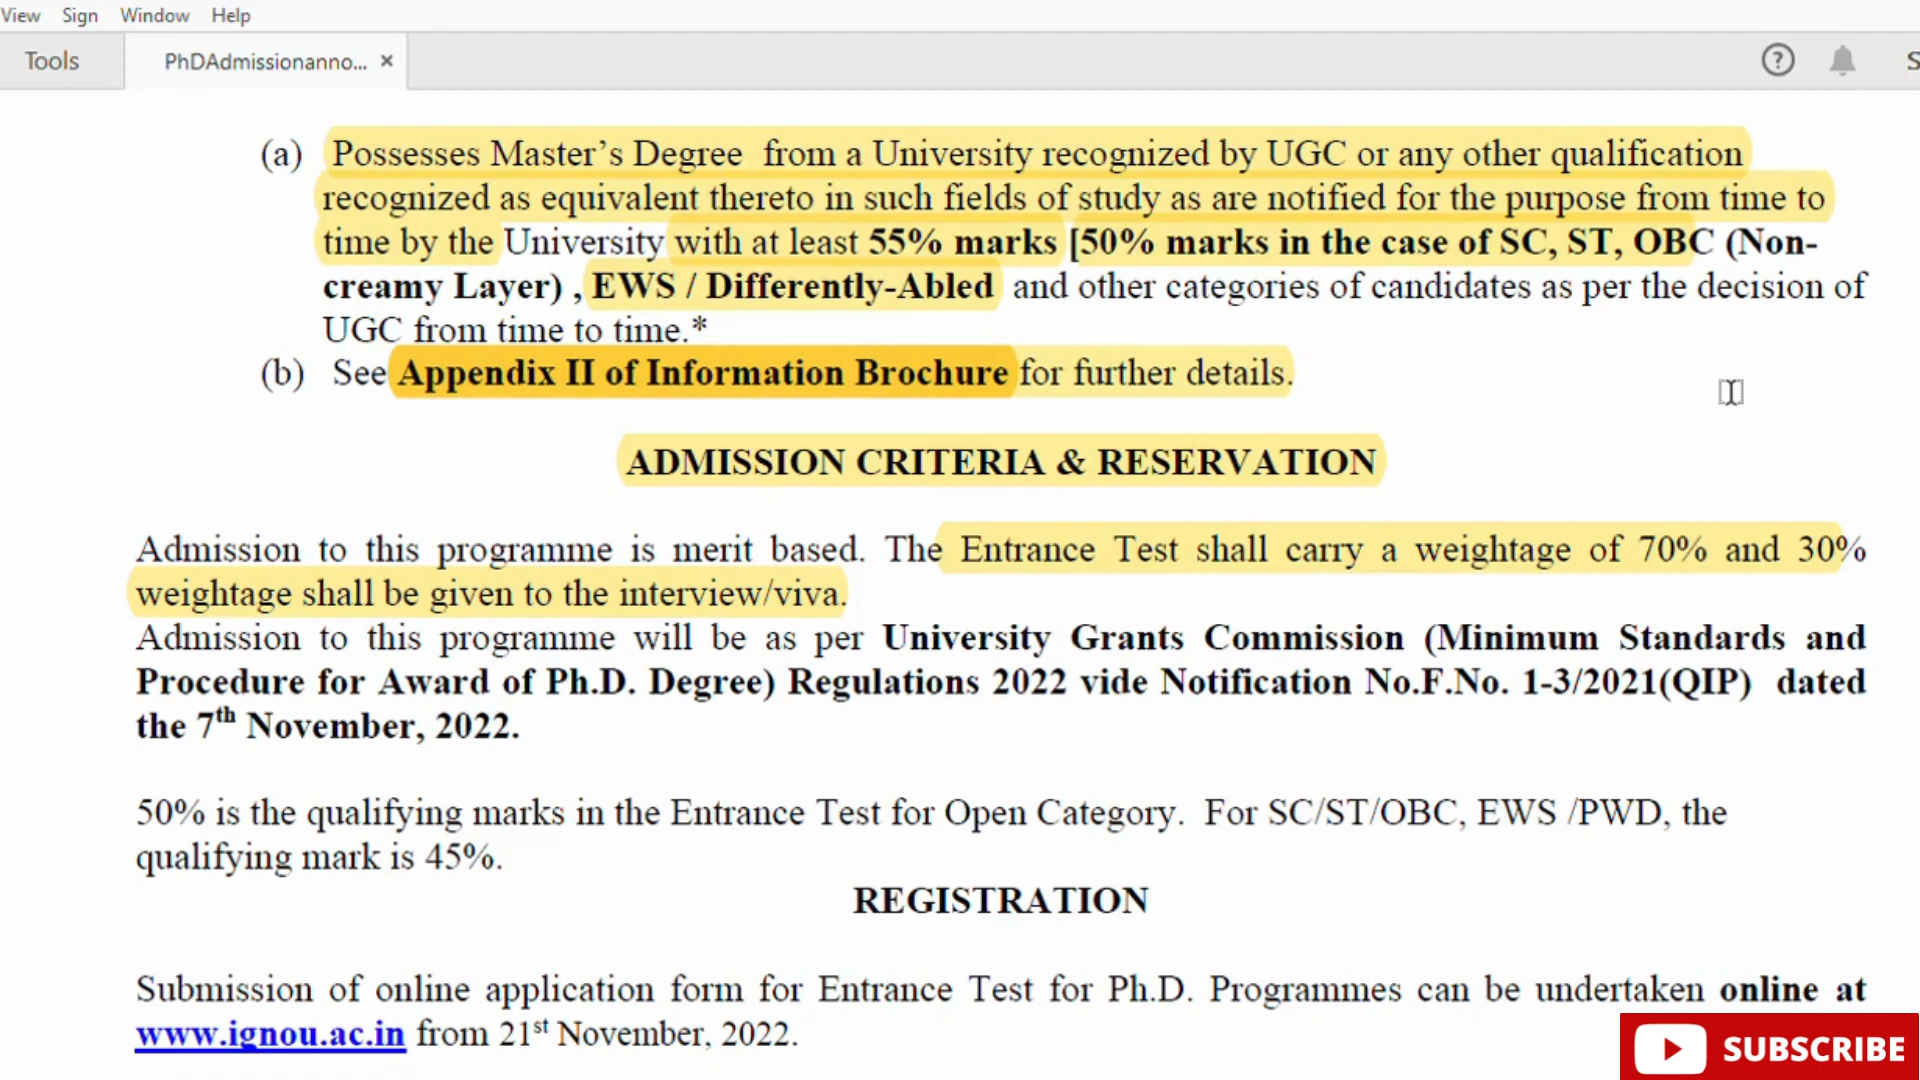 View Sign Window Help
Tools PhDAdmissionanno... × ? S
(a) Possesses Master's Degree from a University recognized by UGC or any other qualification
recognized as equivalent thereto in such fields of study as are notified for the purpose from time to
time by the University with at least 55% marks [50% marks in the case of SC, ST, OBC (Non-
creamy Layer) , EWS / Differently-Abled and other categories of candidates as per the decision of
UGC from time to time.*
(b) See Appendix II of Information Brochure for further details.
ADMISSION CRITERIA & RESERVATION
Admission to this programme is merit based. The Entrance Test shall carry a weightage of 70% and 30%
weightage shall be given to the interview/viva.
Admission to this programme will be as per University Grants Commission (Minimum Standards and
Procedure for Award of Ph.D. Degree) Regulations 2022 vide Notification No.F.No. 1-3/2021(QIP) dated
the 7th November, 2022.
50% is the qualifying marks in the Entrance Test for Open Category. For SC/ST/OBC, EWS /PWD, the
qualifying mark is 45%.
REGISTRATION
Submission of online application form for Entrance Test for Ph.D. Programmes can be undertaken online at
www.ignou.ac.in from 21st November, 2022.
SUBSCRIBE